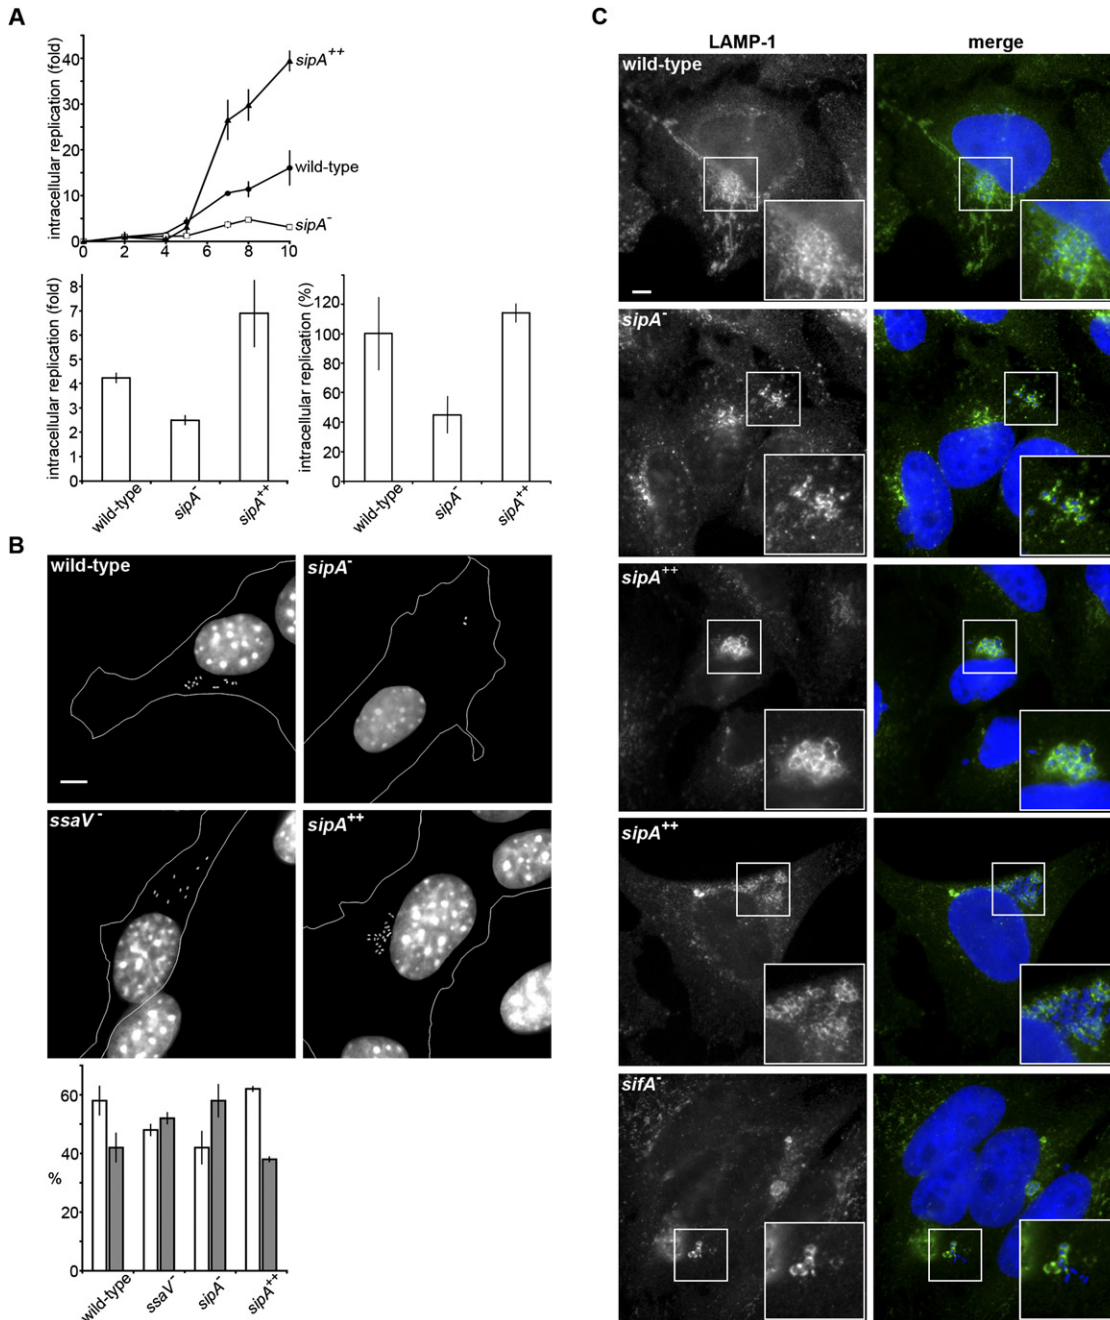 A
intracellular replication (fold)
40
30
20
15
10
5
0
0 2 4 6 8 10
sipA++
wild-type
sipA-
intracellular replication (fold)
8
7
6
5
4
3
2
1
0
wild-type
sipA-
sipA++
intracellular replication (%)
120
100
80
60
40
20
0
wild-type
sipA-
sipA++
B
wild-type
sipA-
ssaV-
sipA++
%
60
40
20
0
wild-type
ssaV-
sipA-
sipA++
C
LAMP-1 merge
wild-type
sipA-
sipA++
sipA++
sifA-